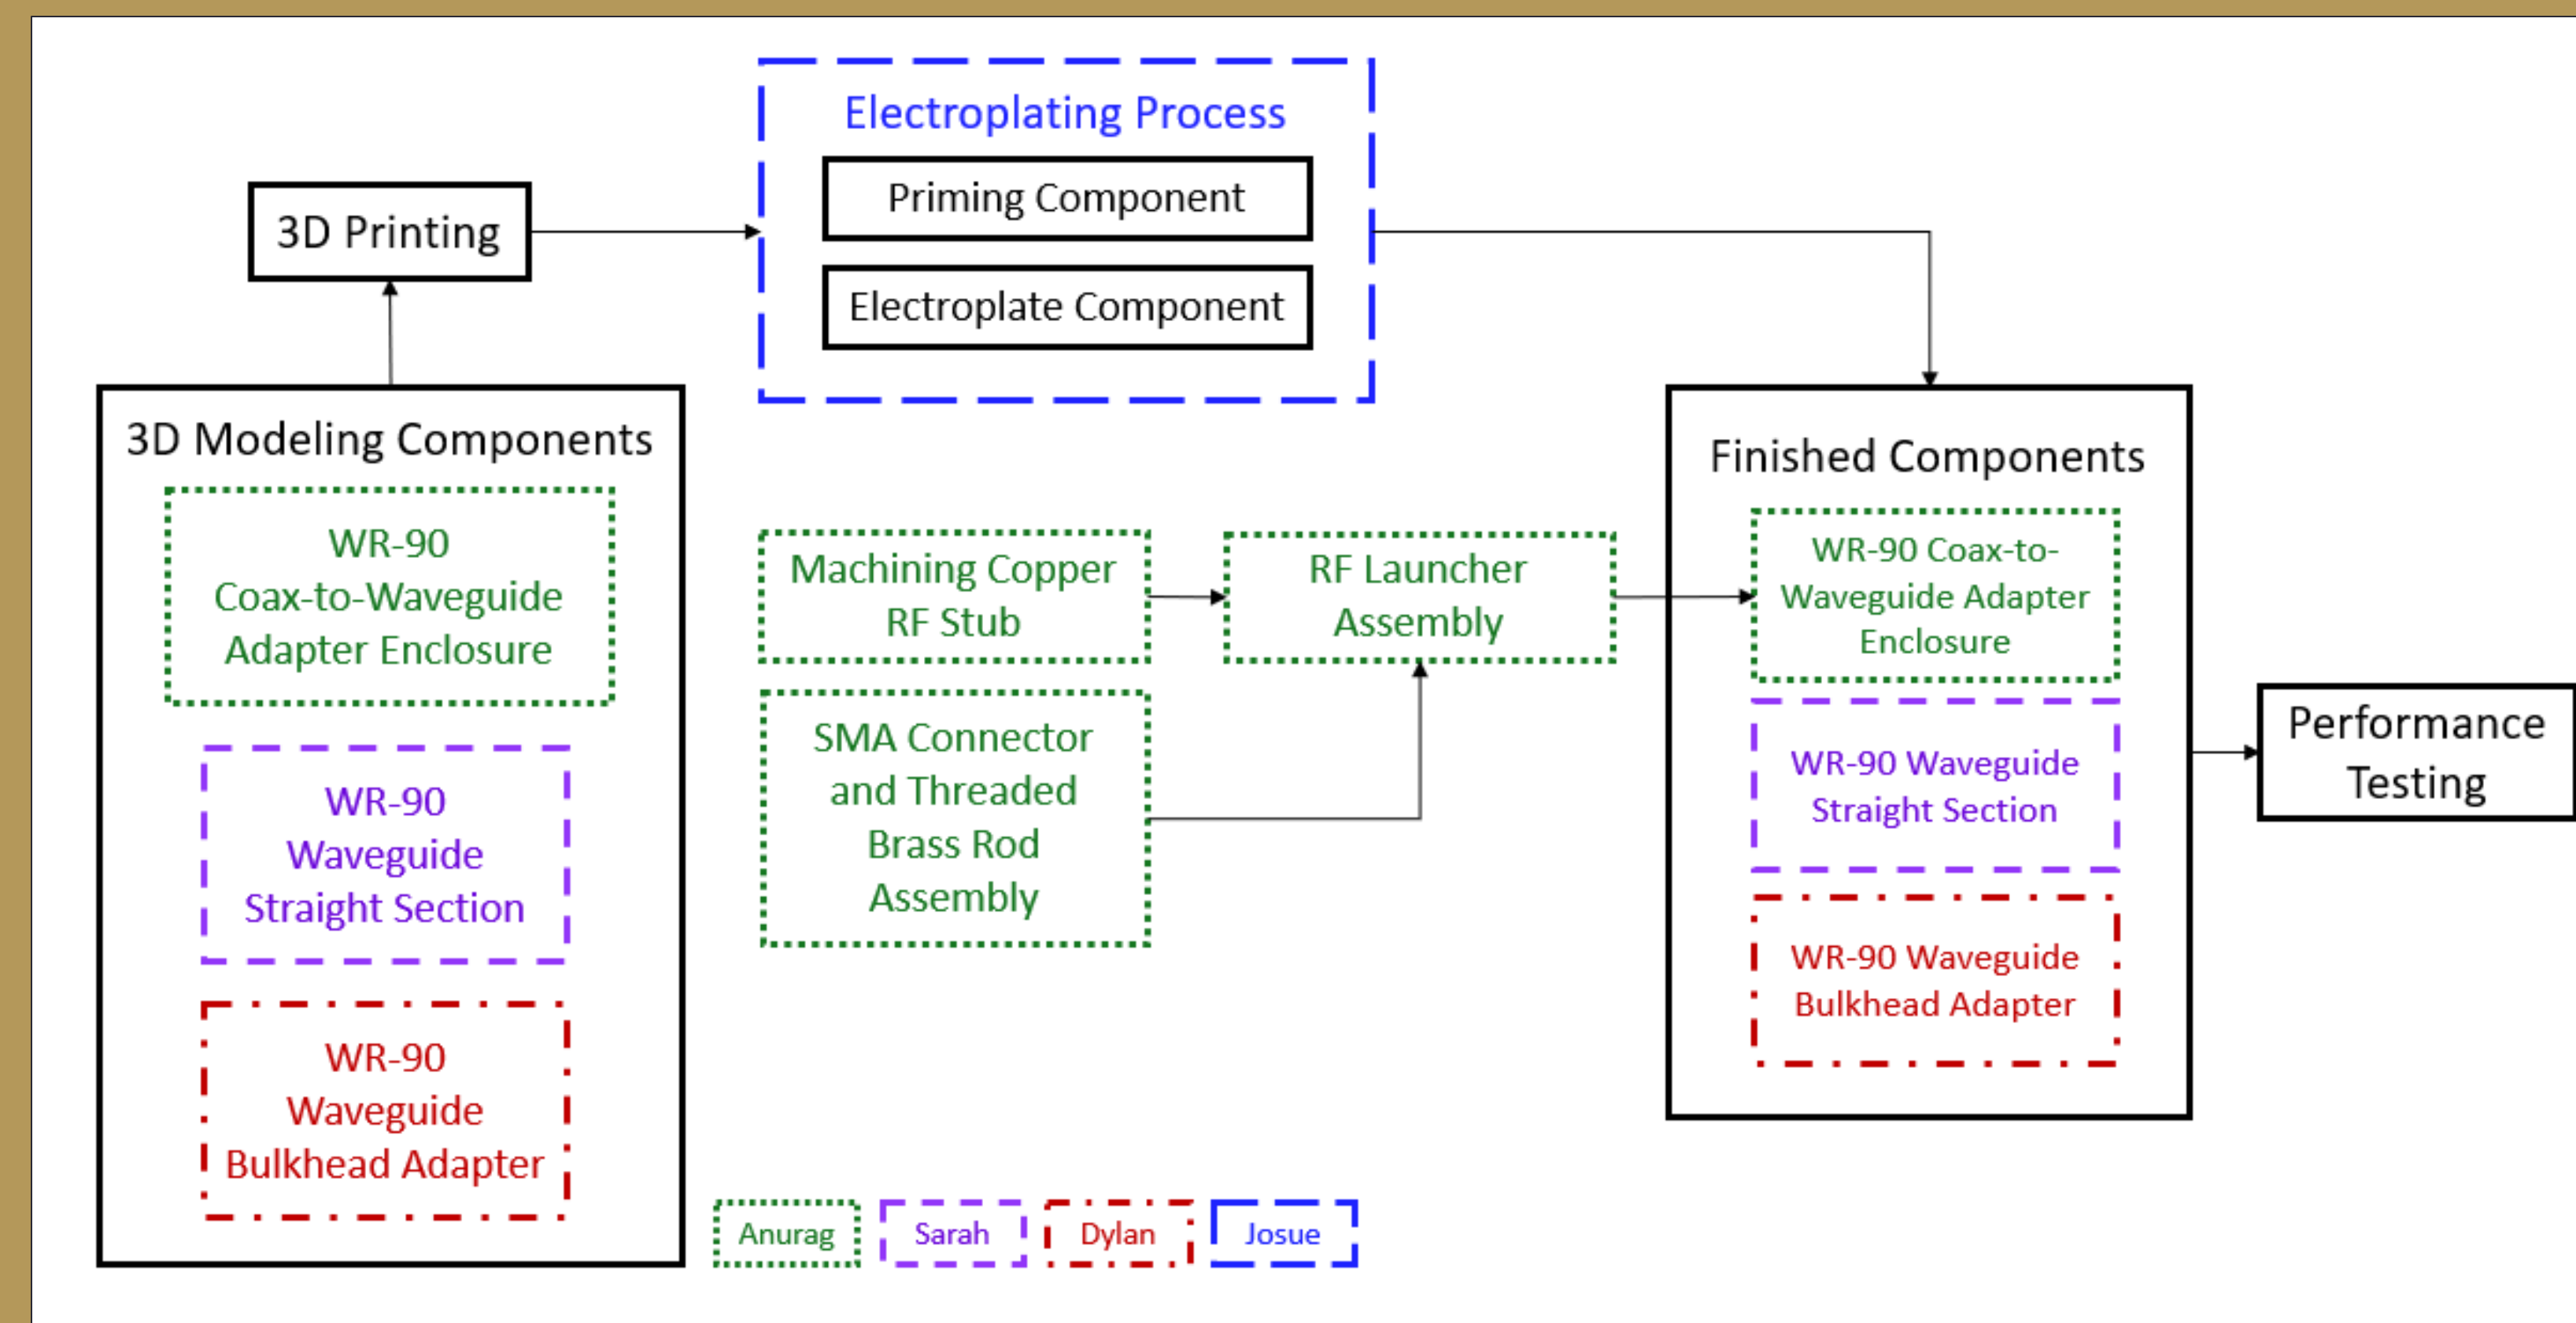 Electroplating Process
Priming Component
Electroplate Component
3D Printing
3D Modeling Components
WR-90
Coax-to-Waveguide
Adapter Enclosure
WR-90
Waveguide
Straight Section
WR-90
Waveguide
Bulkhead Adapter
Machining Copper
RF Stub
SMA Connector
and Threaded
Brass Rod
Assembly
RF Launcher
Assembly
Finished Components
WR-90 Coax-to-
Waveguide Adapter
Enclosure
WR-90 Waveguide
Straight Section
WR-90 Waveguide
Bulkhead Adapter
Performance
Testing
Anurag
Sarah
Dylan
Josue